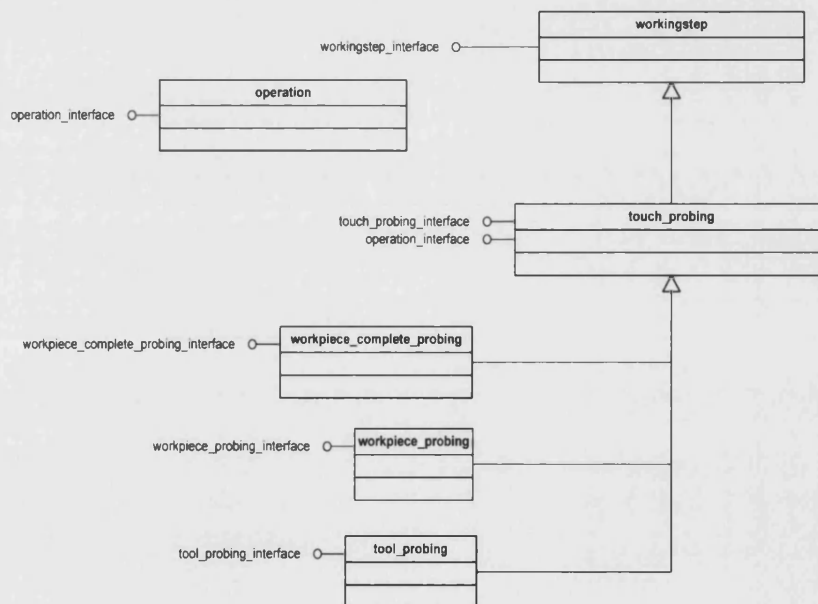 workingstep
workingstep_interface
operation
operation_interface
touch_probing
touch_probing_interface
operation_interface
workpiece_complete_probing
workpiece_complete_probing_interface
workpiece_probing
workpiece_probing_interface
tool_probing
tool_probing_interface